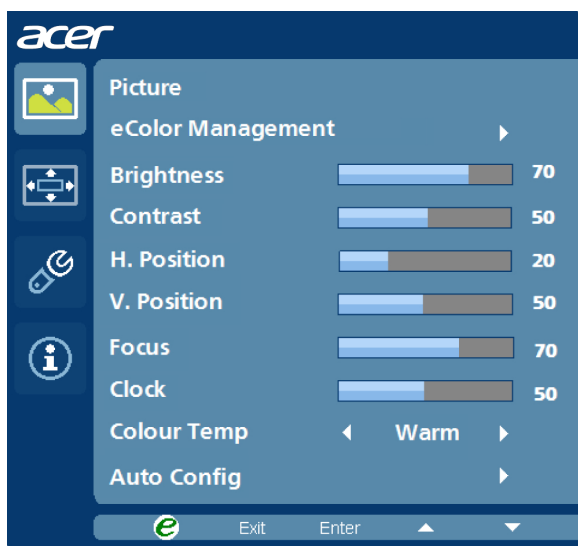 acer
Picture
eColor Management
Brightness 70
Contrast 50
H. Position 20
V. Position 50
Focus 70
Clock 50
Colour Temp Warm
Auto Config
e Exit Enter